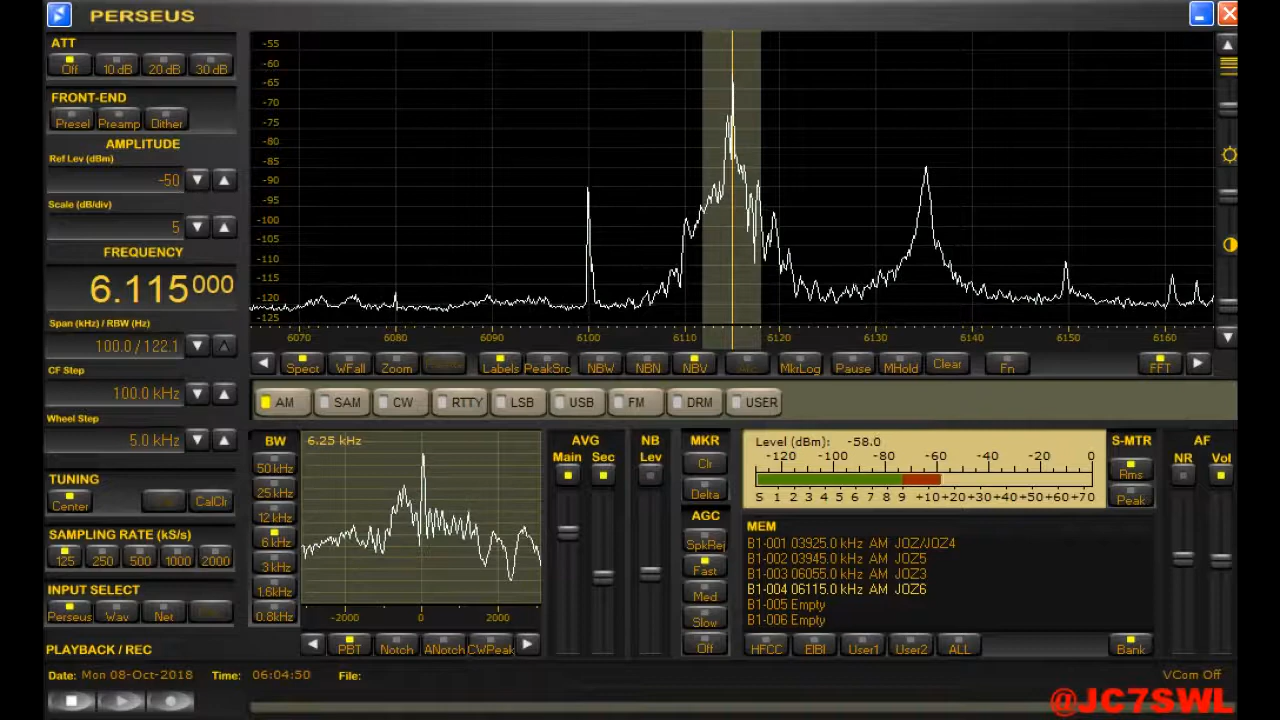 PERSEUS
ATT
Off 10 dB 20 dB 30 dB
FRONT-END
Presel Preamp Dither
AMPLITUDE
Ref Lev (dBm)
-50
Scale (dB/div)
5
FREQUENCY
6.115000
Span (kHz) / RBW (Hz)
100.0 / 122.1
CF Step
100.0 kHz
Wheel Step
5.0 kHz
TUNING
Center CalClr
SAMPLING RATE (kS/s)
125 250 500 1000 2000
INPUT SELECT
Perseus Wav Net
PLAYBACK / REC
-55
-60
-65
-70
-75
-80
-85
-90
-95
-100
-105
-110
-115
-120
-125
6070 6080 6090 6100 6110 6120 6130 6140 6150 6160
Spect WFall Zoom Labels PeakSrc NBW NBN NBV MkrLog Pause MHold Clear Fn FFT
AM SAM CW RTTY LSB USB FM DRM USER
BW
50 kHz
25 kHz
12 kHz
6 kHz
3 kHz
1.6kHz
0.8kHz
6.25 kHz
-2000 0 2000
PBT Notch ANotch CWPeak
AVG
Main Sec
NB
Lev
MKR
Clr
Delta
AGC
SpkRej
Fast
Med
Slow
Off
Level (dBm): -58.0
-120 -100 -80 -60 -40 -20 0
S 1 2 3 4 5 6 7 8 9 +10 +20 +30 +40 +50 +60 +70
S-MTR
Rms
Peak
AF
NR Vol
MEM
B1-001 03925.0 kHz AM JOZ/JOZ4
B1-002 03945.0 kHz AM JOZ5
B1-003 06055.0 kHz AM JOZ3
B1-004 06115.0 kHz AM JOZ6
B1-005 Empty
B1-006 Empty
HFCC EIBI User1 User2 ALL Bank
Date: Mon 08-Oct-2018 Time: 06:04:50 File:
VCom Off
@JC7SWL